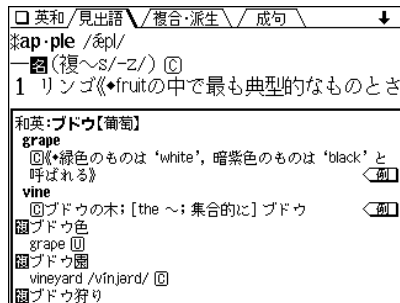 英和 見出語 複合・派生 成句
*ap・ple /ǽpl/
―名(複~s/-z/) C
1 リンゴ《◆fruitの中で最も典型的なものとさ
和英:ブドウ【葡萄】
grape
C《◆緑色のものは‘white’, 暗紫色のものは‘black’と
呼ばれる》 例
vine
Cブドウの木; [the ~; 集合的に] ブドウ 例
複ブドウ色
grape U
複ブドウ園
vineyard /vínjərd/ C
複ブドウ狩り